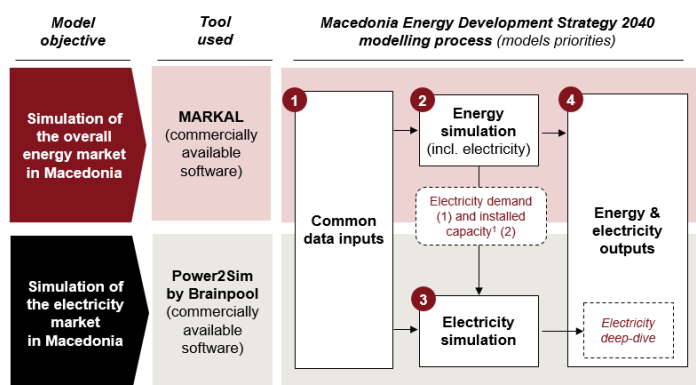 Model
objective
Tool
used
Macedonia Energy Development Strategy 2040
modelling process (models priorities)
Simulation of
the overall
energy market
in Macedonia
MARKAL
(commercially
available
software)
1
Common
data inputs
2
Energy
simulation
(incl. electricity)
Electricity demand
(1) and installed
capacity¹ (2)
4
Energy &
electricity
outputs
Simulation of
the electricity
market
in Macedonia
Power2Sim
by Brainpool
(commercially
available
software)
3
Electricity
simulation
Electricity
deep-dive